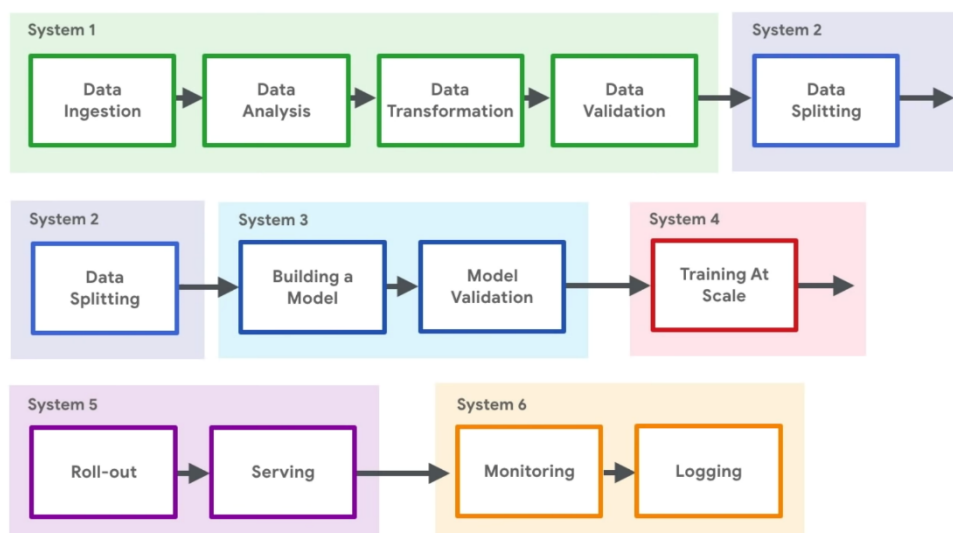 System 1
Data
Ingestion
Data
Analysis
Data
Transformation
Data
Validation
System 2
Data
Splitting
System 2
Data
Splitting
System 3
Building a
Model
Model
Validation
System 4
Training At
Scale
System 5
Roll-out
Serving
System 6
Monitoring
Logging